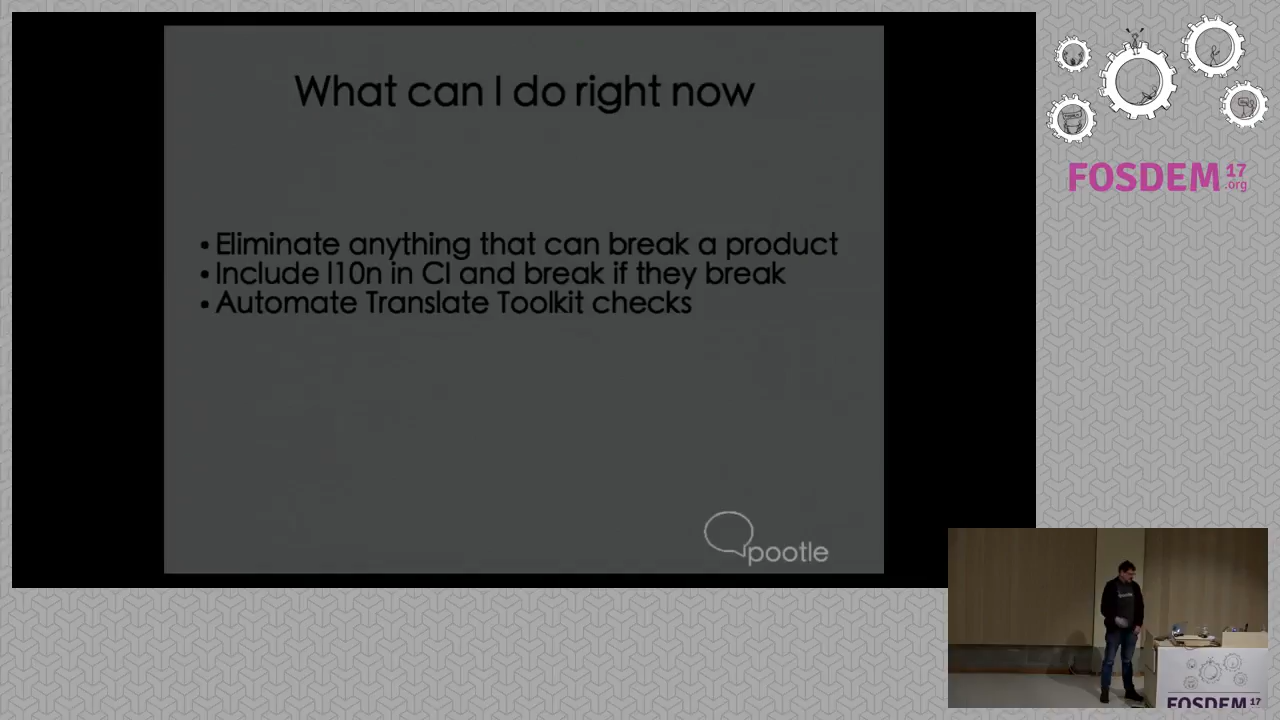 What can I do right now
• Eliminate anything that can break a product
• Include l10n in CI and break if they break
• Automate Translate Toolkit checks
pootle
FOSDEM 17
.org
FOSDEM 17